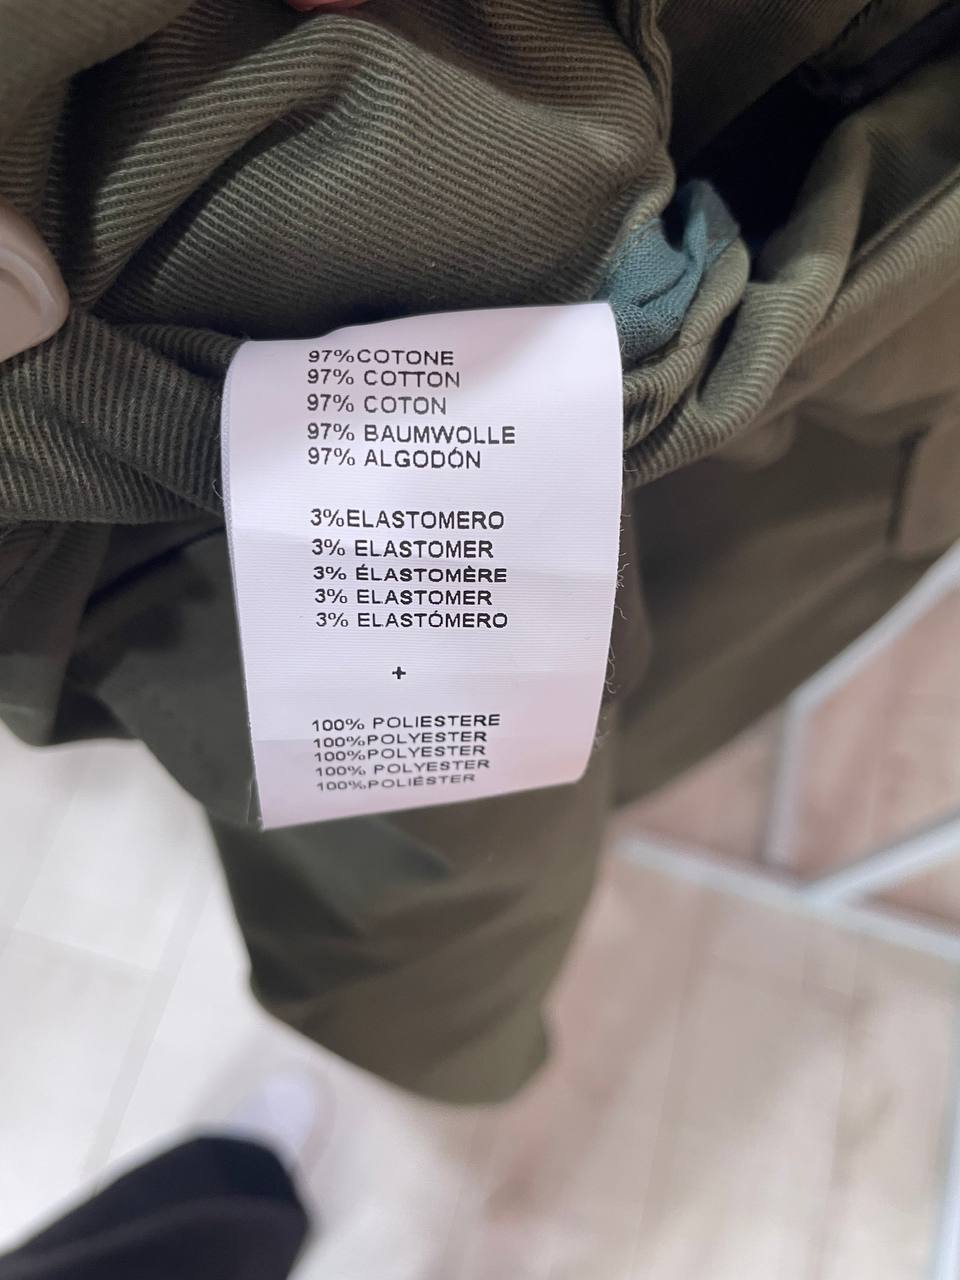 97%COTONE
97% COTTON
97% COTON
97% BAUMWOLLE
97% ALGODÓN
3%ELASTOMERO
3% ELASTOMER
3% ÉLASTOMÈRE
3% ELASTOMER
3% ELASTÓMERO
+
100% POLIESTERE
100%POLYESTER
100%POLYESTER
100% POLYESTER
100%POLIÉSTER